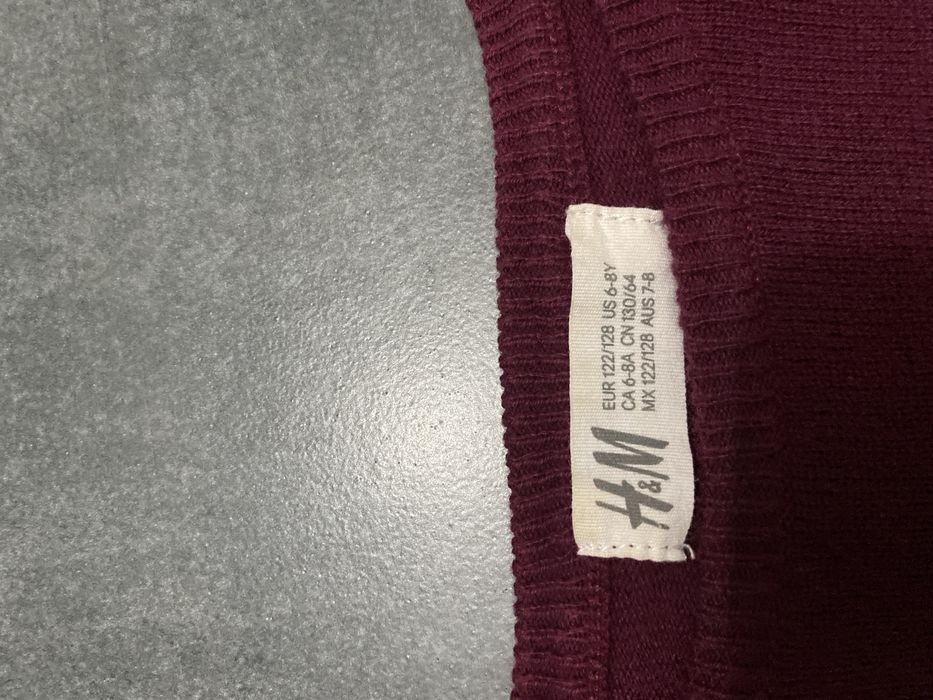 H&M
EUR 122/128 US 6-8Y
CA 6-8A CN 130/64
MX 122/128 AUS 7-8